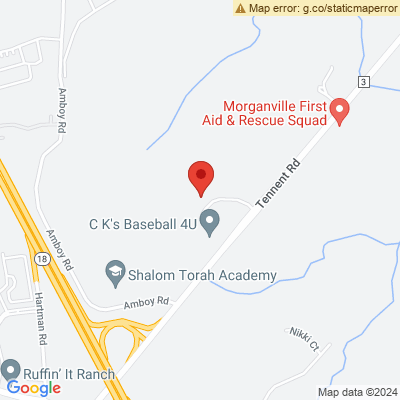 Map error: g.co/staticmaperror
3
Morganville First
Aid & Rescue Squad
Amboy Rd
Tennent Rd
C K's Baseball 4U
Amboy Rd
18
Shalom Torah Academy
Amboy Rd
Hartman Rd
Nikki Ct
Ruffin' It Ranch
Google
Map data ©2024